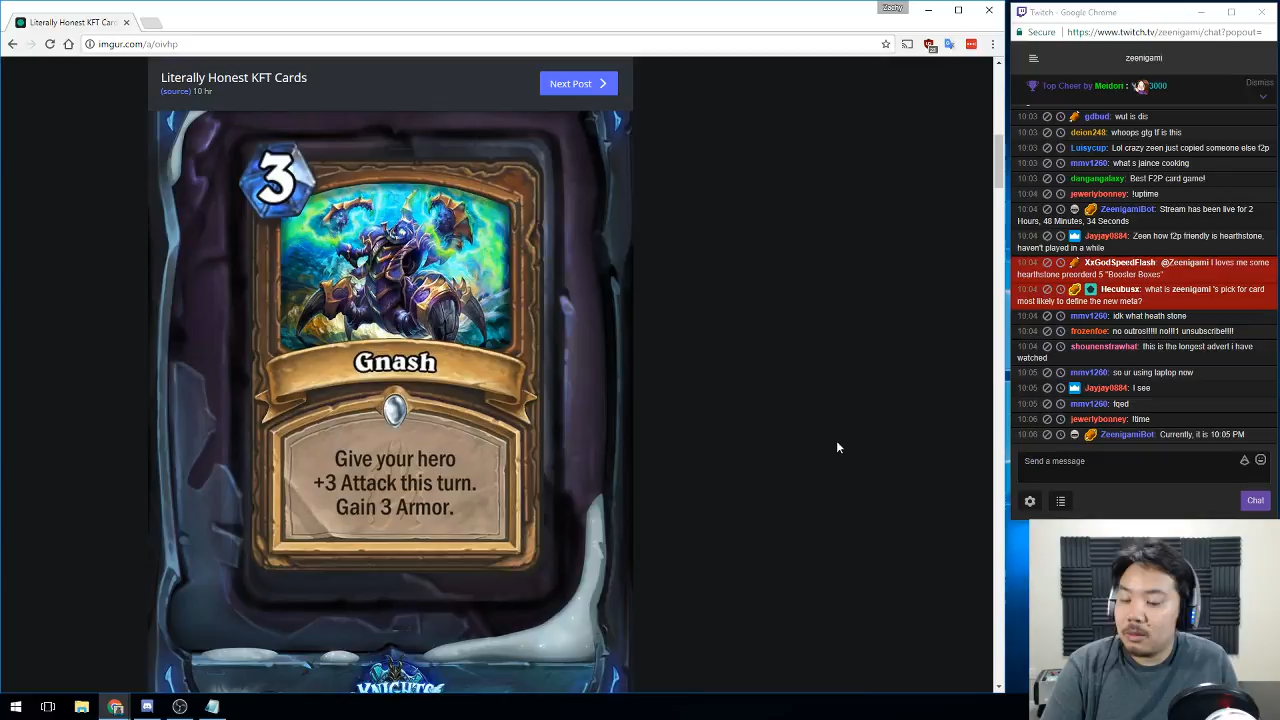 Literally Honest KFT Card
Zachy
imgur.com/a/oivhp
Literally Honest KFT Cards
(source) 10 hr
Next Post
3
Gnash
Give your hero
+3 Attack this turn.
Gain 3 Armor.
KNIGHTS
Twitch - Google Chrome
Secure https://www.twitch.tv/zeenigami/chat?popout=
zeenigami
Top Cheer by Meidori : 3000
Dismiss
10:03 gdbud: wut is dis
10:03 deion248: whoops gtg lf is this
10:03 Luisycup: Lol crazy zeen just copied someone else f2p
10:03 mmv1260: what s jaince cooking
10:03 dangangalaxy: Best F2P card game!
10:04 jewerlybonney: !uptime
10:04 ZeenigamiBot: Stream has been live for 2
Hours, 48 Minutes, 34 Seconds
10:04 Jayjay0884: Zeen how f2p friendly is hearthstone,
haven't played in a while
10:04 XxGodSpeedFlash: @Zeenigami I loves me some
hearthstone preorderd 5 "Booster Boxes"
10:04 Hecubusx: what is zeenigami 's pick for card
most likely to define the new meta?
10:04 mmv1260: idk what heath stone
10:04 frozenfoe: no outros!!!!! no!!!1 unsubscribe!!!!
10:04 shounenstrawhat: this is the longest advert i have
watched
10:05 mmv1260: so ur using laptop now
10:05 Jayjay0884: I see
10:05 mmv1260: fqed
10:06 jewerlybonney: !time
10:06 ZeenigamiBot: Currently, it is 10:05 PM
Send a message
Chat